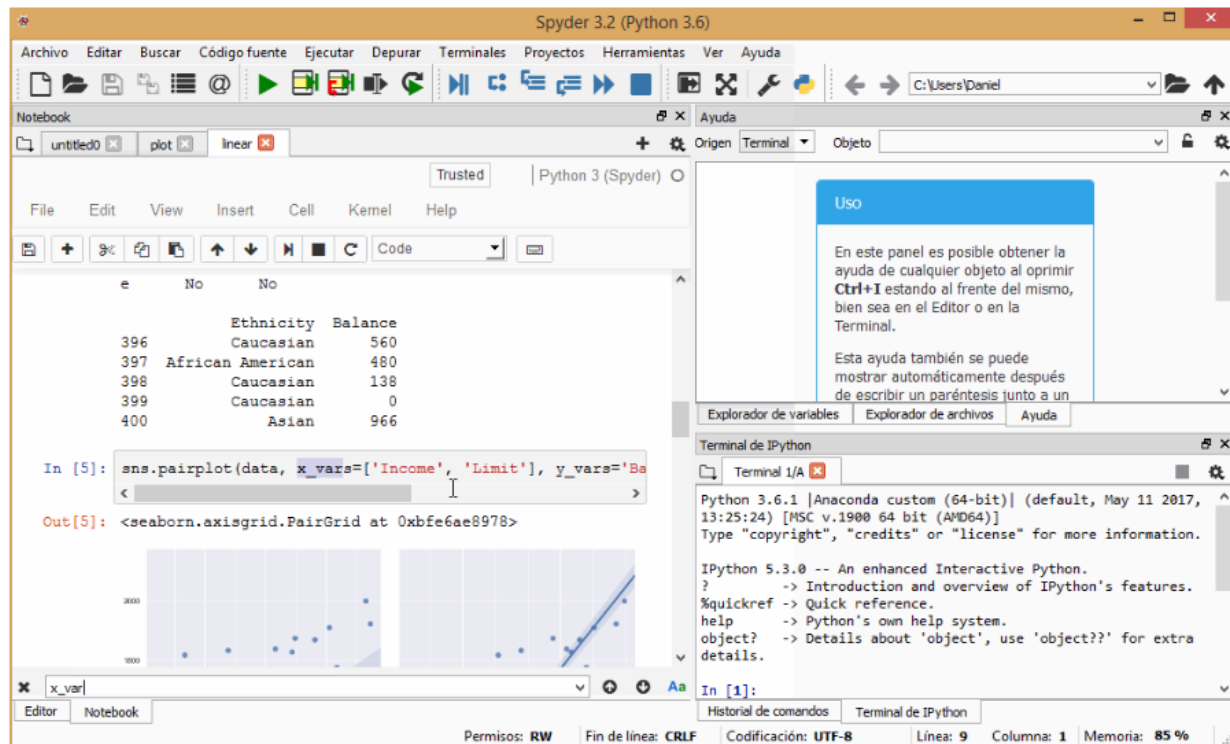 Spyder 3.2 (Python 3.6)
Archivo Editar Buscar Código fuente Ejecutar Depurar Terminales Proyectos Herramientas Ver Ayuda
C:\Users\Daniel
Notebook
untitled0 plot linear
Trusted Python 3 (Spyder)
File Edit View Insert Cell Kernel Help
Code
e No No
Ethnicity Balance
396 Caucasian 560
397 African American 480
398 Caucasian 138
399 Caucasian 0
400 Asian 966
In [5]: sns.pairplot(data, x_vars=['Income', 'Limit'], y_vars='Ba
Out[5]: <seaborn.axisgrid.PairGrid at 0xbfe6ae8978>
2000
1500
x_var
Aa
Editor Notebook
Ayuda
Origen Terminal Objeto
Uso
En este panel es posible obtener la
ayuda de cualquier objeto al oprimir
Ctrl+I estando al frente del mismo,
bien sea en el Editor o en la
Terminal.
Esta ayuda también se puede
mostrar automáticamente después
de escribir un paréntesis junto a un
Explorador de variables Explorador de archivos Ayuda
Terminal de IPython
Terminal 1/A
Python 3.6.1 |Anaconda custom (64-bit)| (default, May 11 2017,
13:25:24) [MSC v.1900 64 bit (AMD64)]
Type "copyright", "credits" or "license" for more information.
IPython 5.3.0 -- An enhanced Interactive Python.
? -> Introduction and overview of IPython's features.
%quickref -> Quick reference.
help -> Python's own help system.
object? -> Details about 'object', use 'object??' for extra
details.
In [1]:
Historial de comandos Terminal de IPython
Permisos: RW Fin de línea: CRLF Codificación: UTF-8 Línea: 9 Columna: 1 Memoria: 85 %